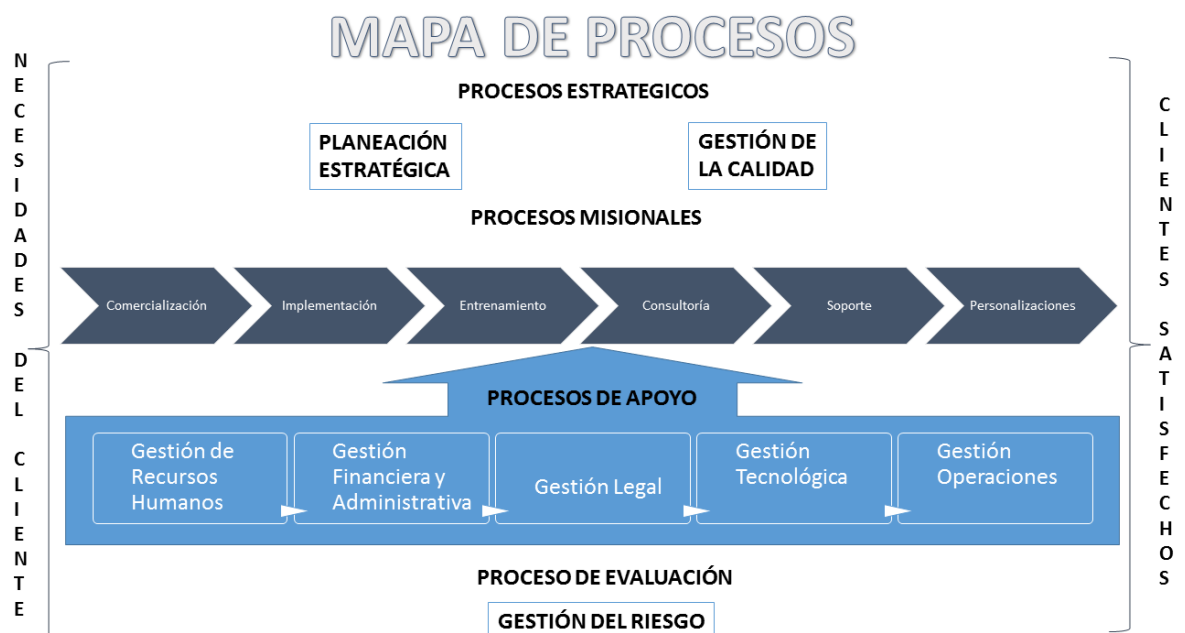 MAPA DE PROCESOS
NECESIDADES DEL CLIENTE
PROCESOS ESTRATEGICOS
PLANEACIÓN
ESTRATÉGICA
GESTIÓN DE
LA CALIDAD
PROCESOS MISIONALES
Comercialización
Implementación
Entrenamiento
Consultoría
Soporte
Personalizaciones
PROCESOS DE APOYO
Gestión de
Recursos
Humanos
Gestión
Financiera y
Administrativa
Gestión Legal
Gestión
Tecnológica
Gestión
Operaciones
PROCESO DE EVALUACIÓN
GESTIÓN DEL RIESGO
CLIENTES SATISFECHOS